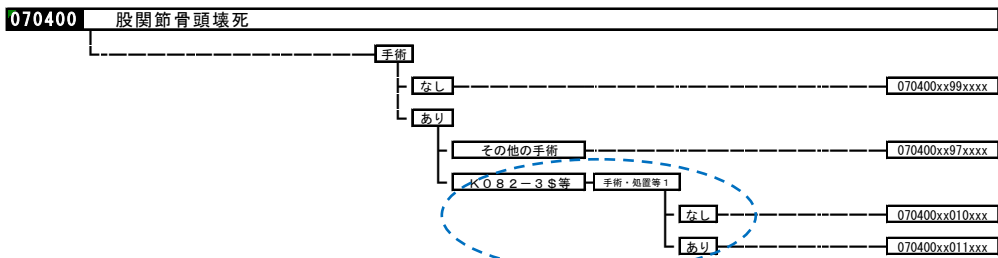 070400 股関節骨頭壊死
手術
なし 070400xx99xxxx
あり
その他の手術 070400xx97xxxx
K082-3$等 手術・処置等1
なし 070400xx010xxx
あり 070400xx011xxx